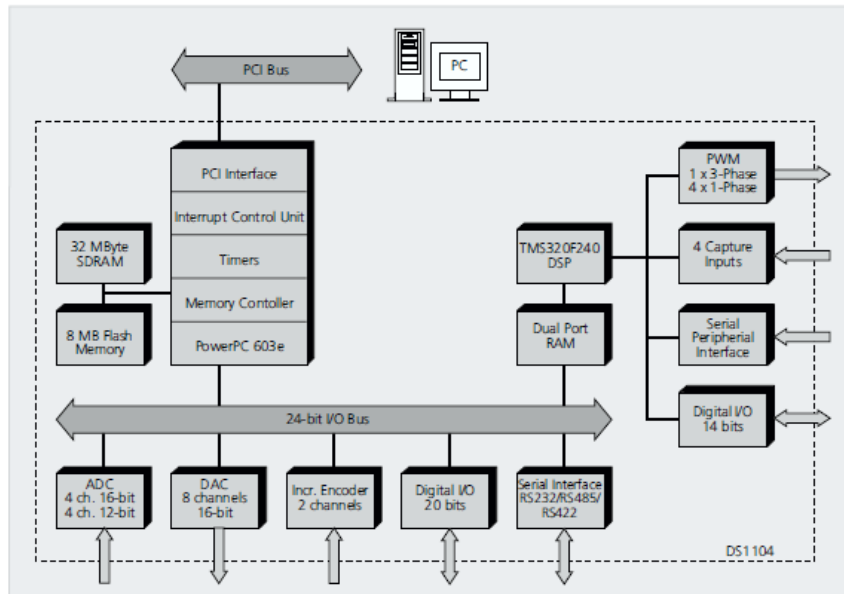 PCI Bus
PC
PCI Interface
Interrupt Control Unit
Timers
Memory Contoller
PowerPC 603e
32 MByte
SDRAM
8 MB Flash
Memory
TMS320F240
DSP
Dual Port
RAM
PWM
1 x 3-Phase
4 x 1-Phase
4 Capture
Inputs
Serial
Peripherial
Interface
Digital I/O
14 bits
24-bit I/O Bus
ADC
4 ch. 16-bit
4 ch. 12-bit
DAC
8 channels
16-bit
Incr. Encoder
2 channels
Digital I/O
20 bits
Serial Interface
RS232/RS485/
RS422
DS1104